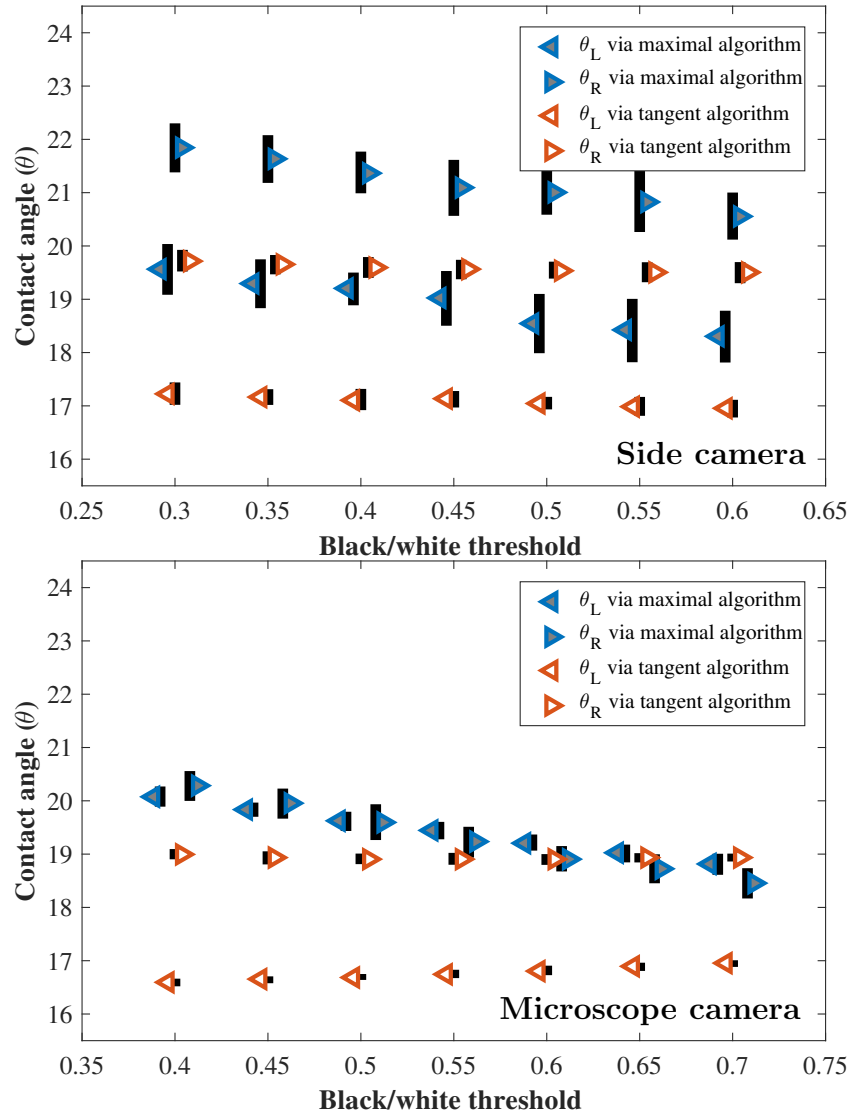 24
23
22
21
20
19
18
17
16
Contact angle (θ)
θL via maximal algorithm
θR via maximal algorithm
θL via tangent algorithm
θR via tangent algorithm
Side camera
0.25 0.3 0.35 0.4 0.45 0.5 0.55 0.6 0.65
Black/white threshold
24
23
22
21
20
19
18
17
16
Contact angle (θ)
θL via maximal algorithm
θR via maximal algorithm
θL via tangent algorithm
θR via tangent algorithm
Microscope camera
0.35 0.4 0.45 0.5 0.55 0.6 0.65 0.7 0.75
Black/white threshold